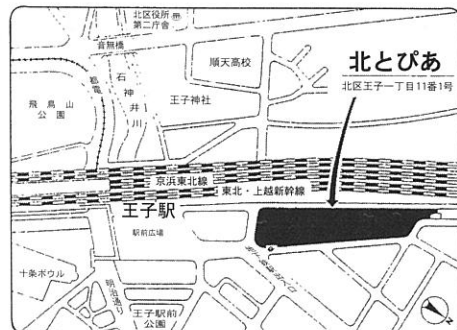 北区役所
第二庁舎
音無橋
順天高校
北とぴあ
北区王子一丁目11番1号
都電
石神井川
飛鳥山
公園
王子神社
京浜東北線
東北・上越新幹線
王子駅
駅前広場
十条ボウル
明治通り
王子駅前
公園
N